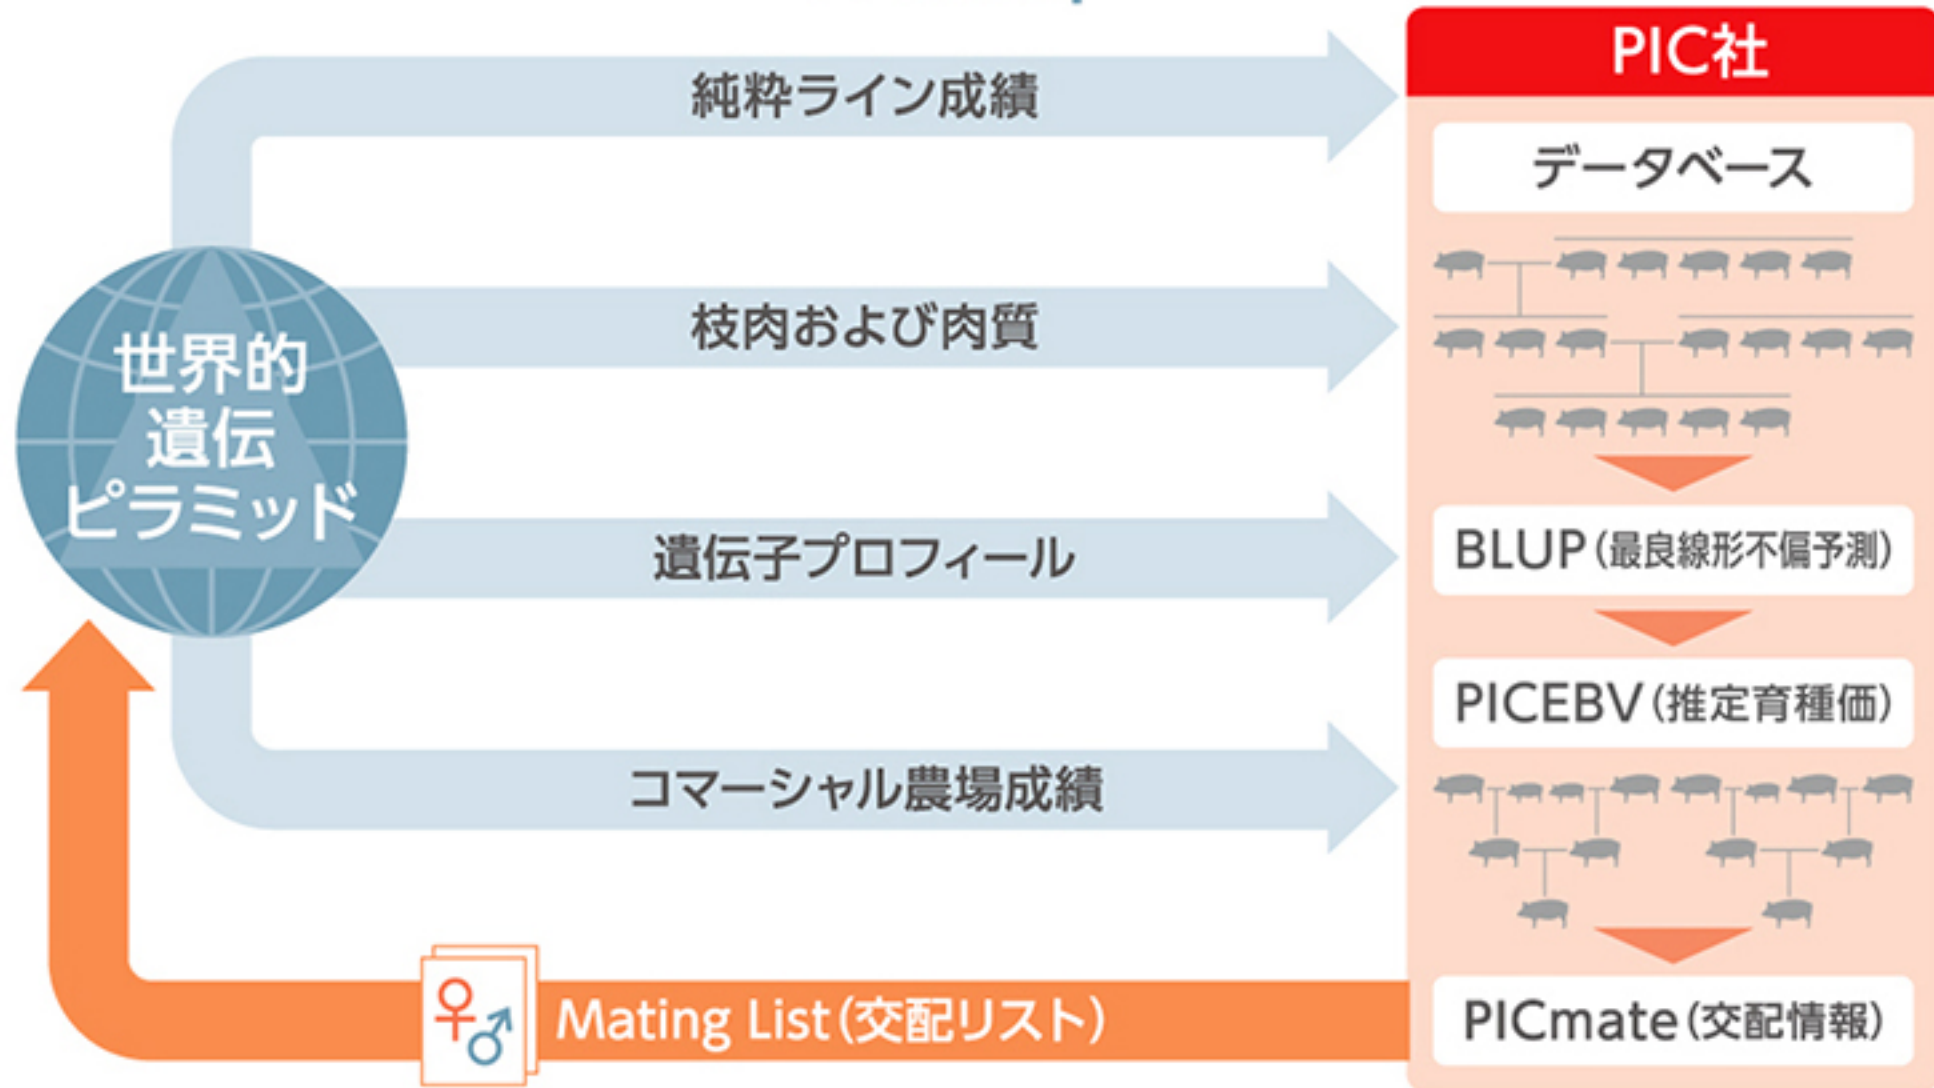 純粋ライン成績
枝肉および肉質
遺伝子プロフィール
コマーシャル農場成績
世界的
遺伝
ピラミッド
Mating List(交配リスト)
PIC社
データベース
BLUP(最良線形不偏予測)
PICEBV(推定育種価)
PICmate(交配情報)